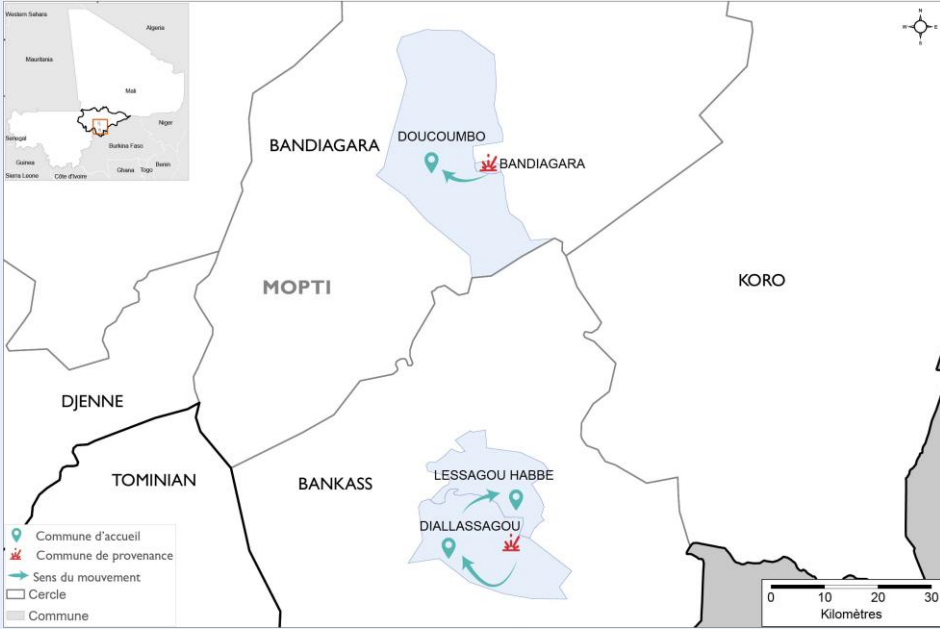 Western Sahara
Algeria
Mauritania
Mali
Niger
Senegal
Burkina Faso
Guinea
Benin
Ghana
Togo
Sierra Leone
Côte d'Ivoire
N
W
E
S
DOUCOUMBO
BANDIAGARA
BANDIAGARA
MOPTI
KORO
DJENNE
TOMINIAN
BANKASS
LESSAGOU HABBE
DIALLASSAGOU
Commune d'accueil
Commune de provenance
Sens du mouvement
Cercle
Commune
0 10 20 30
Kilomètres